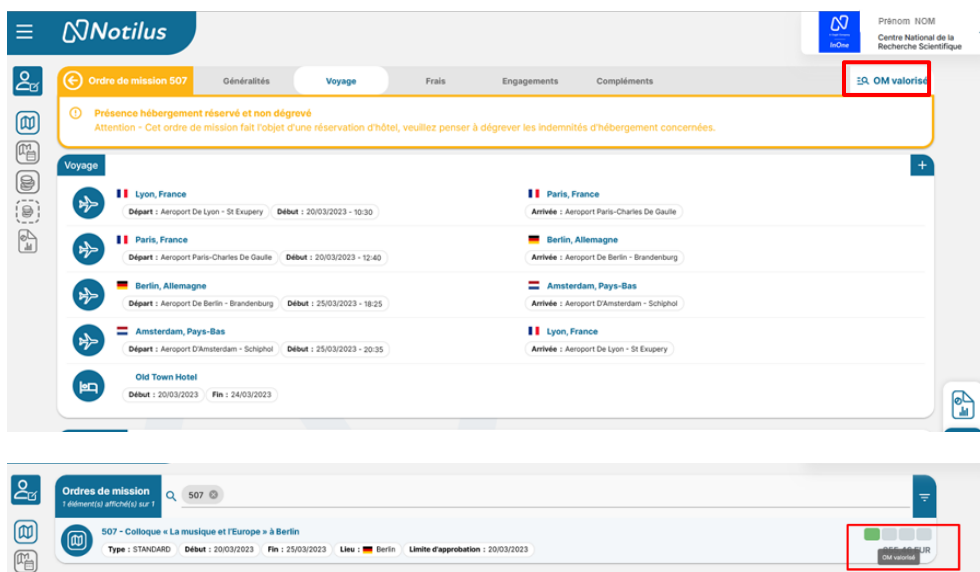 Notilus
InOne
Prénom NOM
Centre National de la
Recherche Scientifique
Ordre de mission 507
Généralités
Voyage
Frais
Engagements
Compléments
OM valorisé
Présence hébergement réservé et non dégrevé
Attention - Cet ordre de mission fait l'objet d'une réservation d'hôtel, veuillez penser à dégrever les indemnités d'hébergement concernées.
Voyage
+
Lyon, France
Départ : Aeroport De Lyon - St Exupery Début : 20/03/2023 - 10:30
Paris, France
Arrivée : Aeroport Paris-Charles De Gaulle
Paris, France
Départ : Aeroport Paris-Charles De Gaulle Début : 20/03/2023 - 12:40
Berlin, Allemagne
Arrivée : Aeroport De Berlin - Brandenburg
Berlin, Allemagne
Départ : Aeroport De Berlin - Brandenburg Début : 25/03/2023 - 18:25
Amsterdam, Pays-Bas
Arrivée : Aeroport D'Amsterdam - Schiphol
Amsterdam, Pays-Bas
Départ : Aeroport D'Amsterdam - Schiphol Début : 25/03/2023 - 20:35
Lyon, France
Arrivée : Aeroport De Lyon - St Exupery
Old Town Hotel
Début : 20/03/2023 Fin : 24/03/2023
Ordres de mission
1 élément(s) affiché(s) sur 1
507
507 - Colloque « La musique et l'Europe » à Berlin
Type : STANDARD Début : 20/03/2023 Fin : 25/03/2023 Lieu : Berlin Limite d'approbation : 20/03/2023
OM valorisé